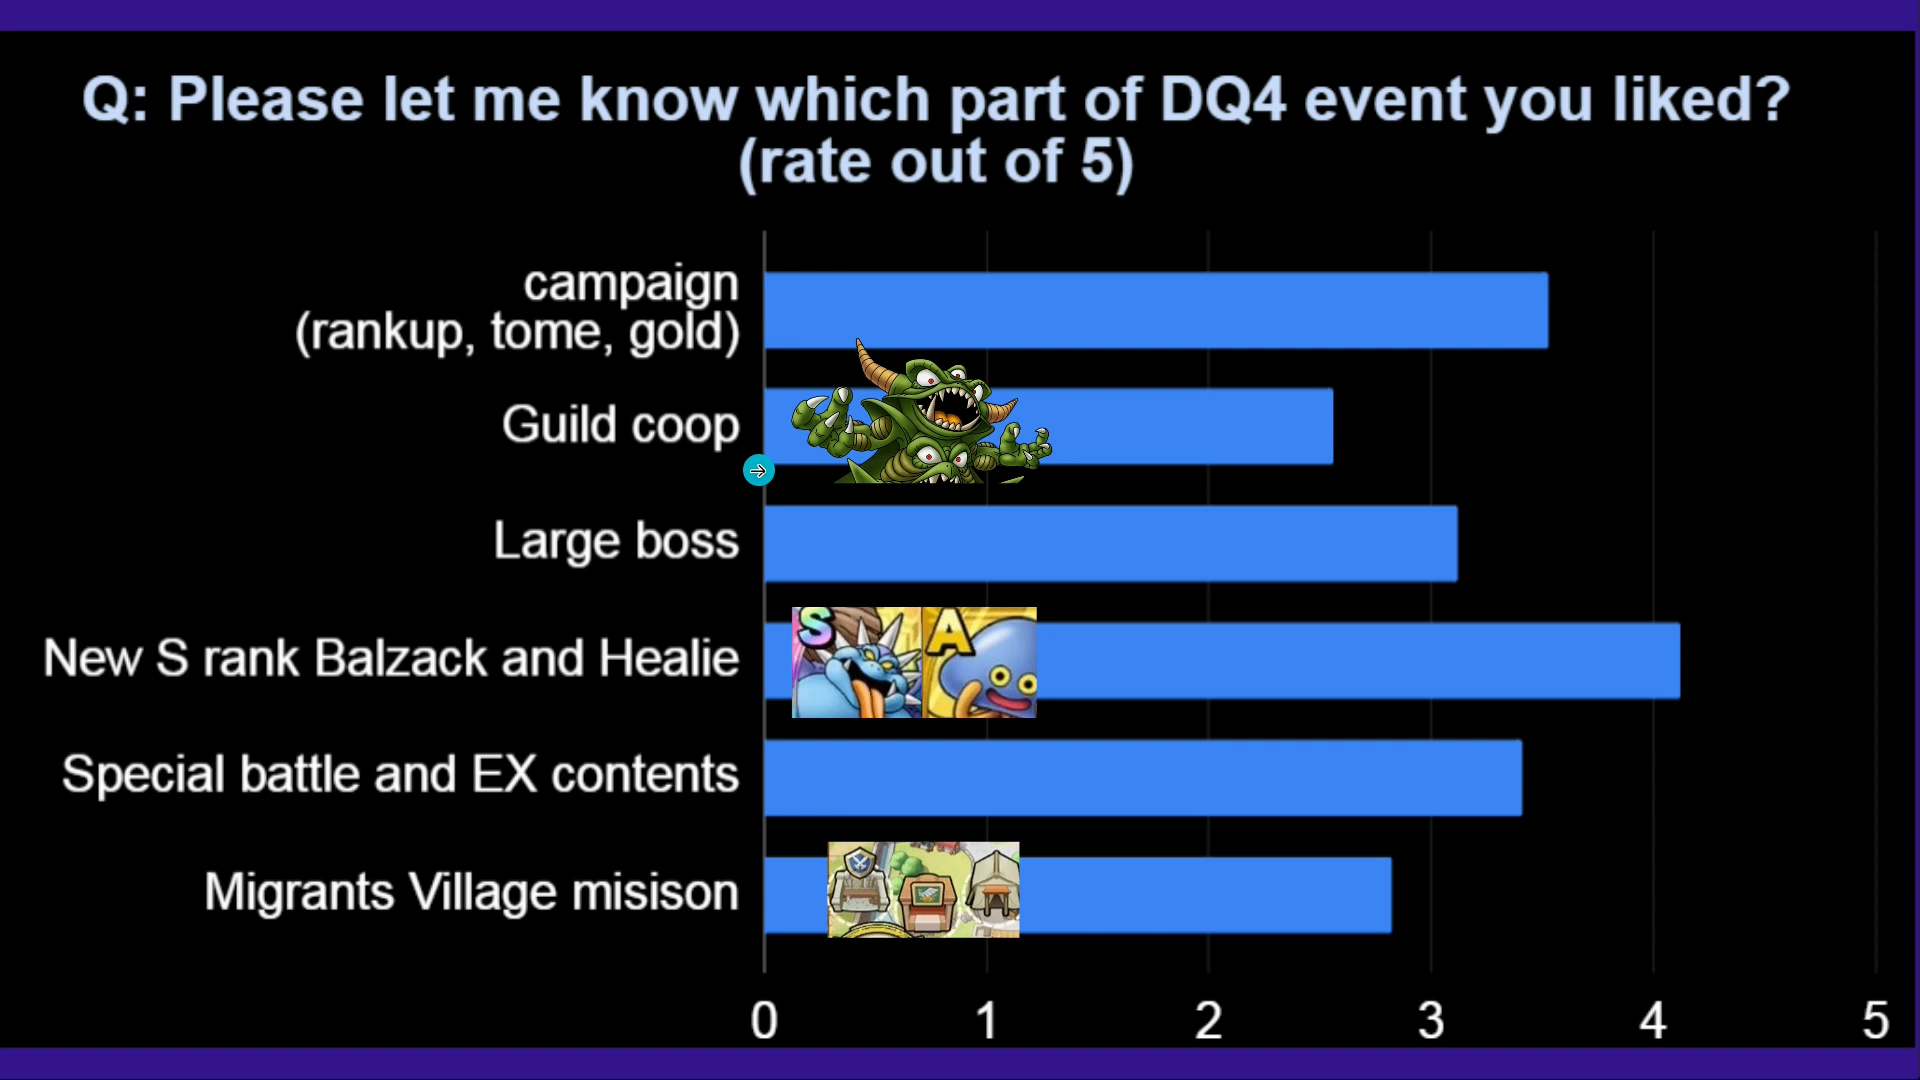 Q: Please let me know which part of DQ4 event you liked?
(rate out of 5)
campaign
(rankup, tome, gold)
Guild coop
Large boss
New S rank Balzack and Healie
S A
Special battle and EX contents
Migrants Village misison
0 1 2 3 4 5